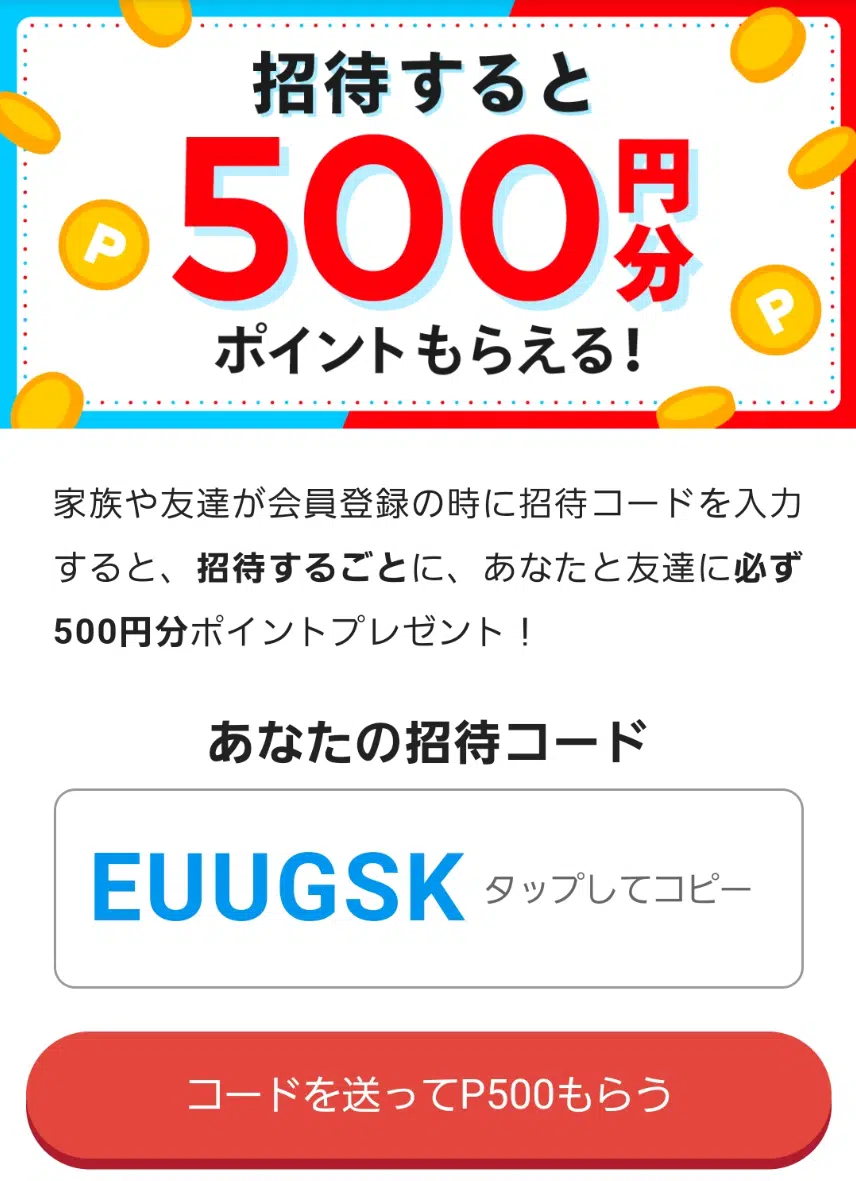 招待すると
500円分
ポイントもらえる!
P
P
家族や友達が会員登録の時に招待コードを入力
すると、招待するごとに、あなたと友達に必ず
500円分ポイントプレゼント！
あなたの招待コード
EUUGSK タップしてコピー
コードを送ってP500もらう